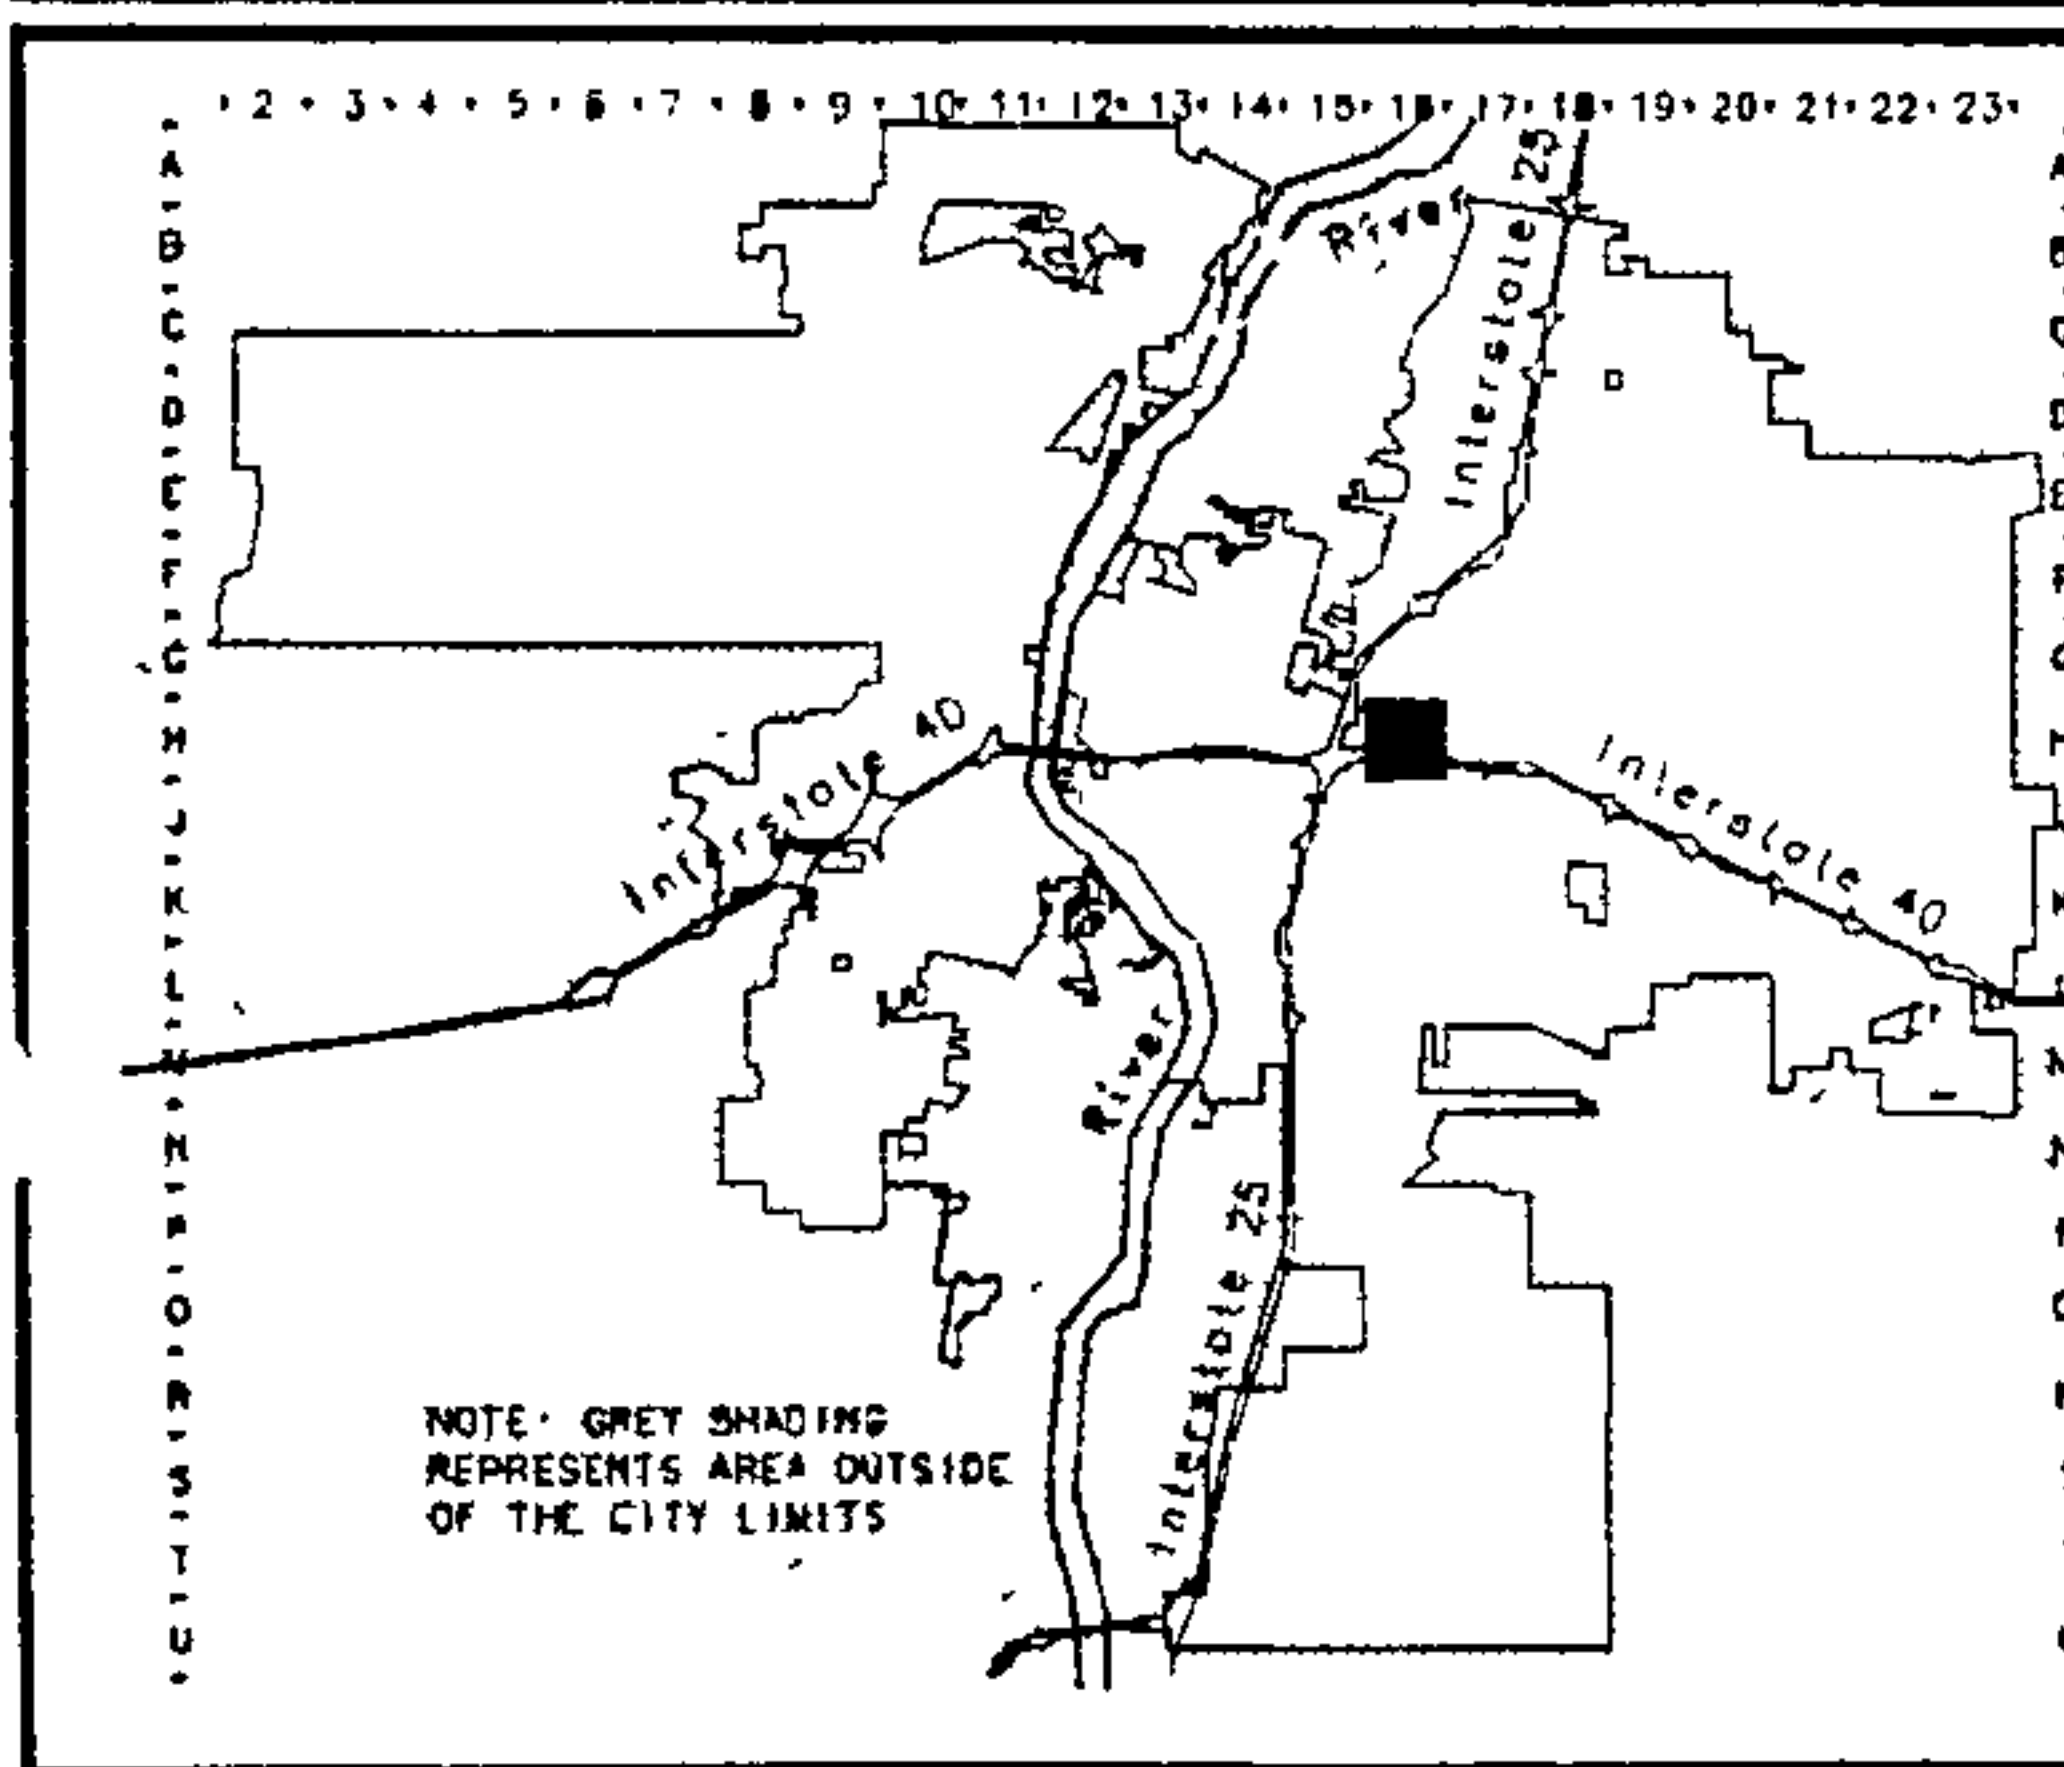 · 2 · 3 · 4 · 5 · 6 · 7 · 8 · 9 · 10 · 11 · 12 · 13 · 14 · 15 · 16 · 17 · 18 · 19 · 20 · 21 · 22 · 23 ·
A
B
C
D
E
F
G
H
J
K
L
M
N
P
Q
R
S
T
U
River
Interstate 25
Interstate 40
Interstate 40
River
Interstate 25
NOTE: GREY SHADING
REPRESENTS AREA OUTSIDE
OF THE CITY LIMITS